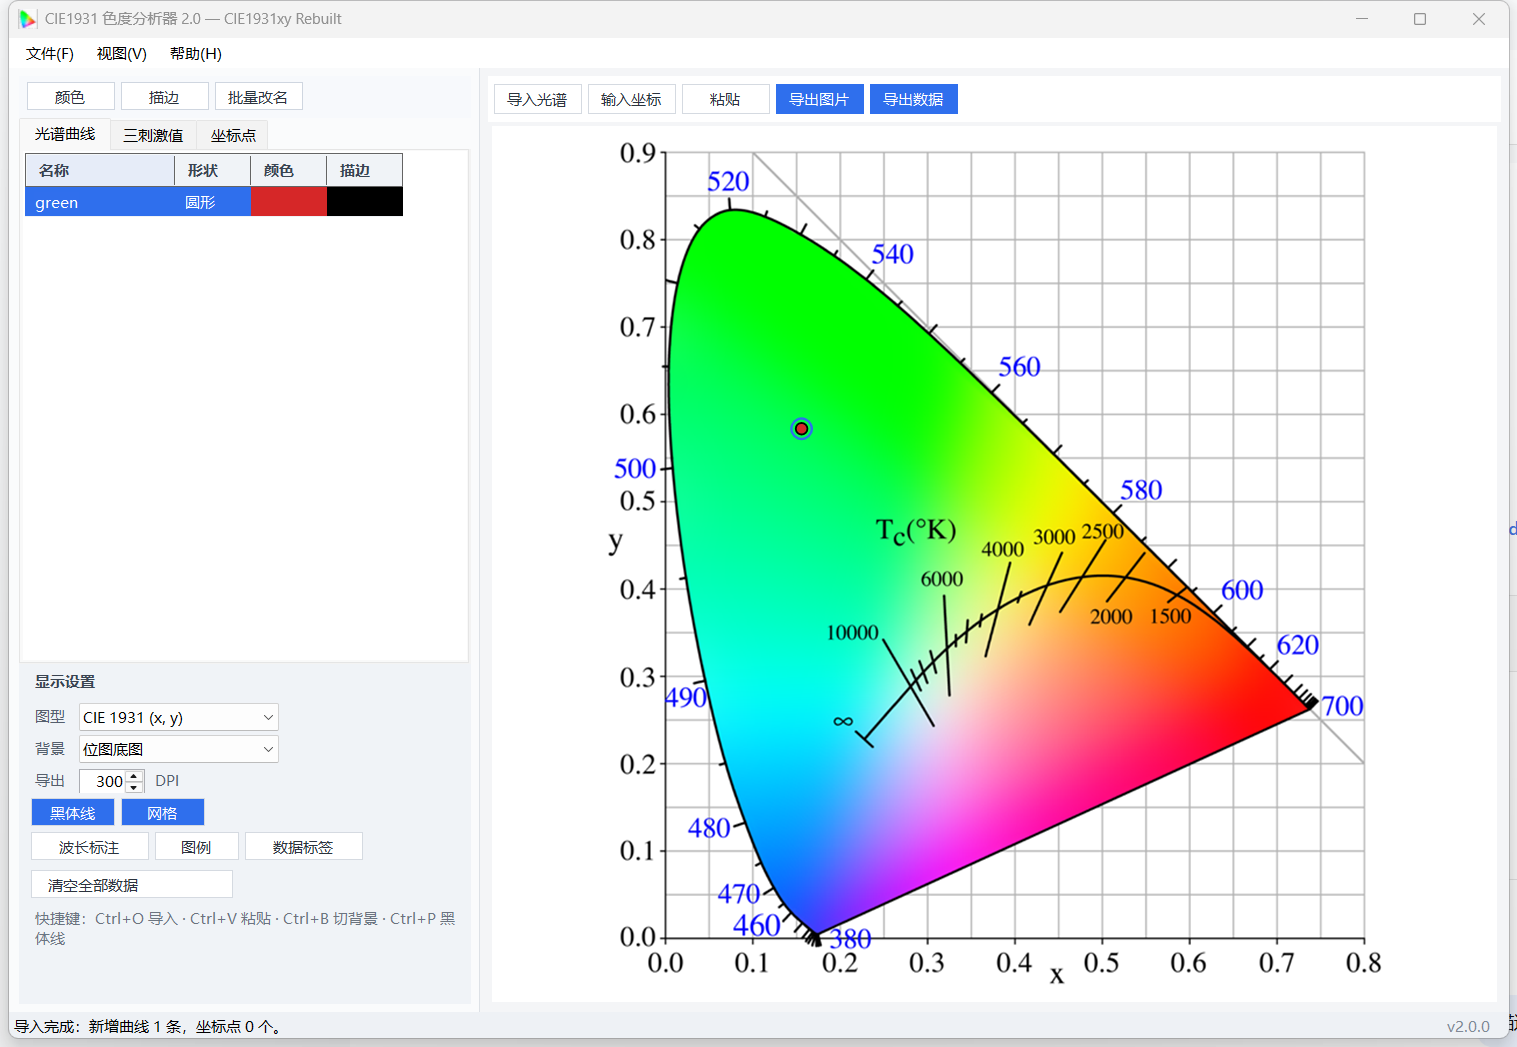 CIE1931 色度分析器 2.0 — CIE1931xy Rebuilt
文件(F) 视图(V) 帮助(H)
颜色 描边 批量改名
光谱曲线 三刺激值 坐标点
名称 形状 颜色 描边
green 圆形
显示设置
图型 CIE 1931 (x, y)
背景 位图底图
导出 300 DPI
黑体线 网格
波长标注 图例 数据标签
清空全部数据
快捷键：Ctrl+O 导入 · Ctrl+V 粘贴 · Ctrl+B 切背景 · Ctrl+P 黑
体线
导入光谱 输入坐标 粘贴 导出图片 导出数据
0.9
520
0.8
540
0.7
560
0.6
500
580
0.5
y
Tc(°K)
4000 3000 2500
6000
0.4
600
2000 1500
10000
620
0.3
490
700
∞
0.2
480
0.1
470
460
0.0
380
0.0 0.1 0.2 0.3 0.4 0.5 0.6 0.7 0.8
x
导入完成：新增曲线 1 条，坐标点 0 个。
v2.0.0